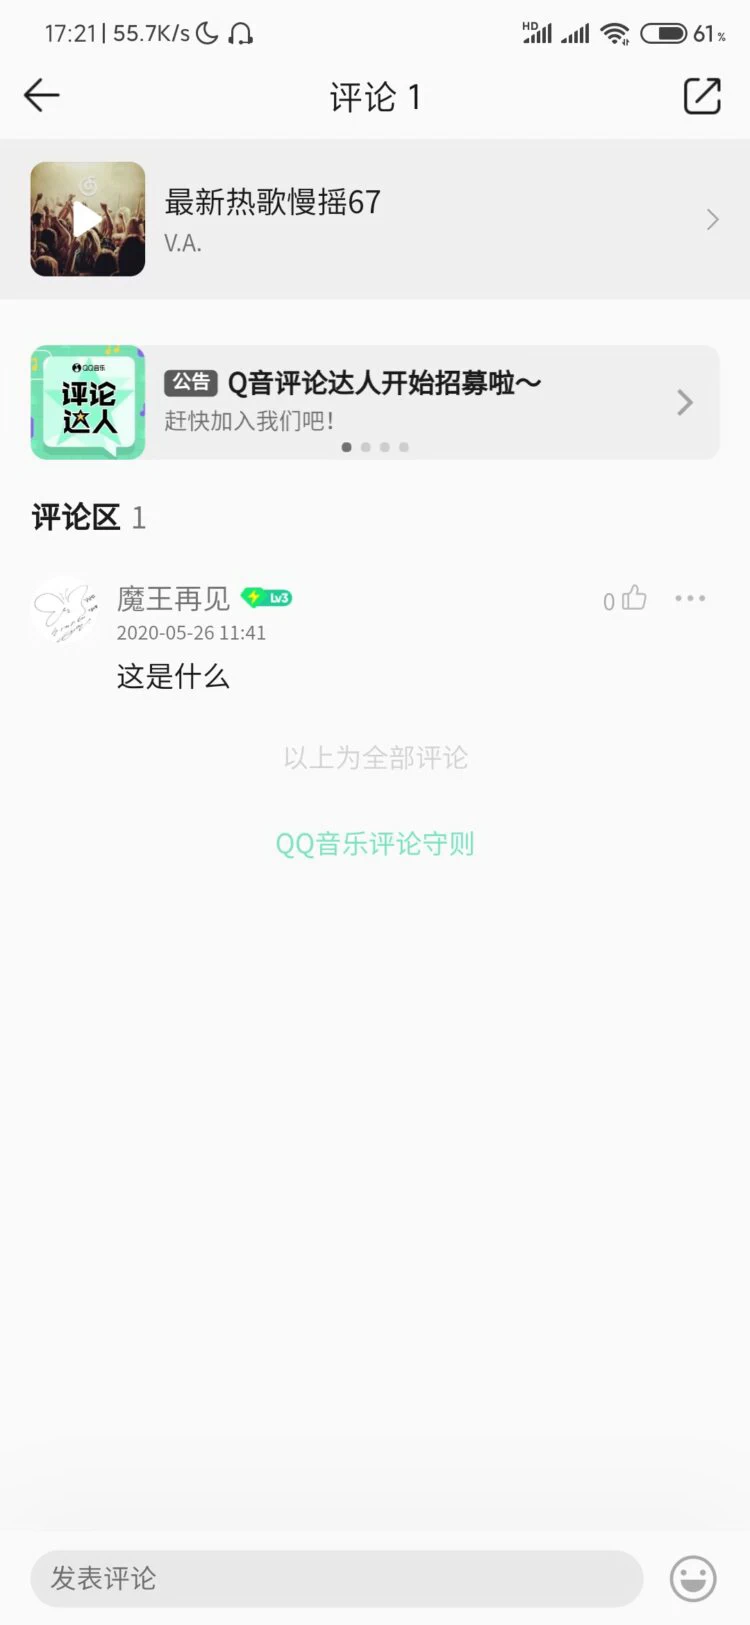 17:21 | 55.7K/s
HD
61%
评论 1
最新热歌慢摇67
V.A.
QQ音乐
评论
达人
公告 Q音评论达人开始招募啦～
赶快加入我们吧！
评论区 1
魔王再见 Lv3
0
2020-05-26 11:41
这是什么
以上为全部评论
QQ音乐评论守则
发表评论